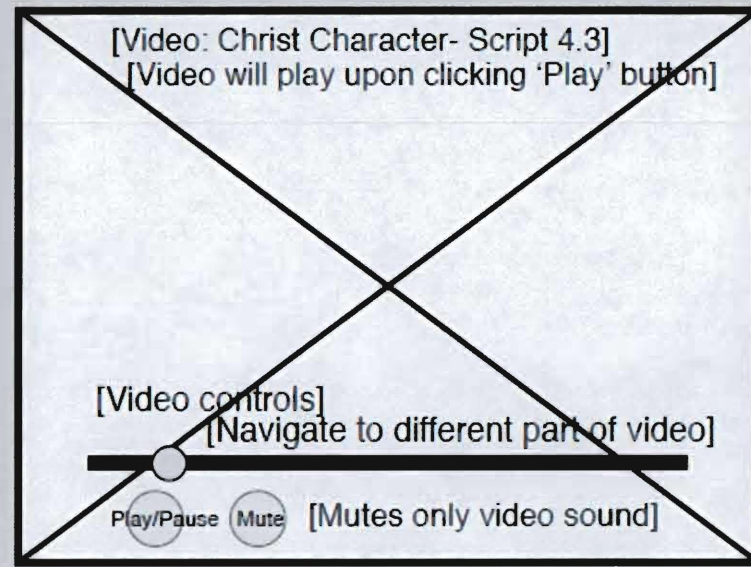 [Video: Christ Character- Script 4.3]
[Video will play upon clicking 'Play' button]
[Video controls]
[Navigate to different part of video]
Play/Pause Mute [Mutes only video sound]